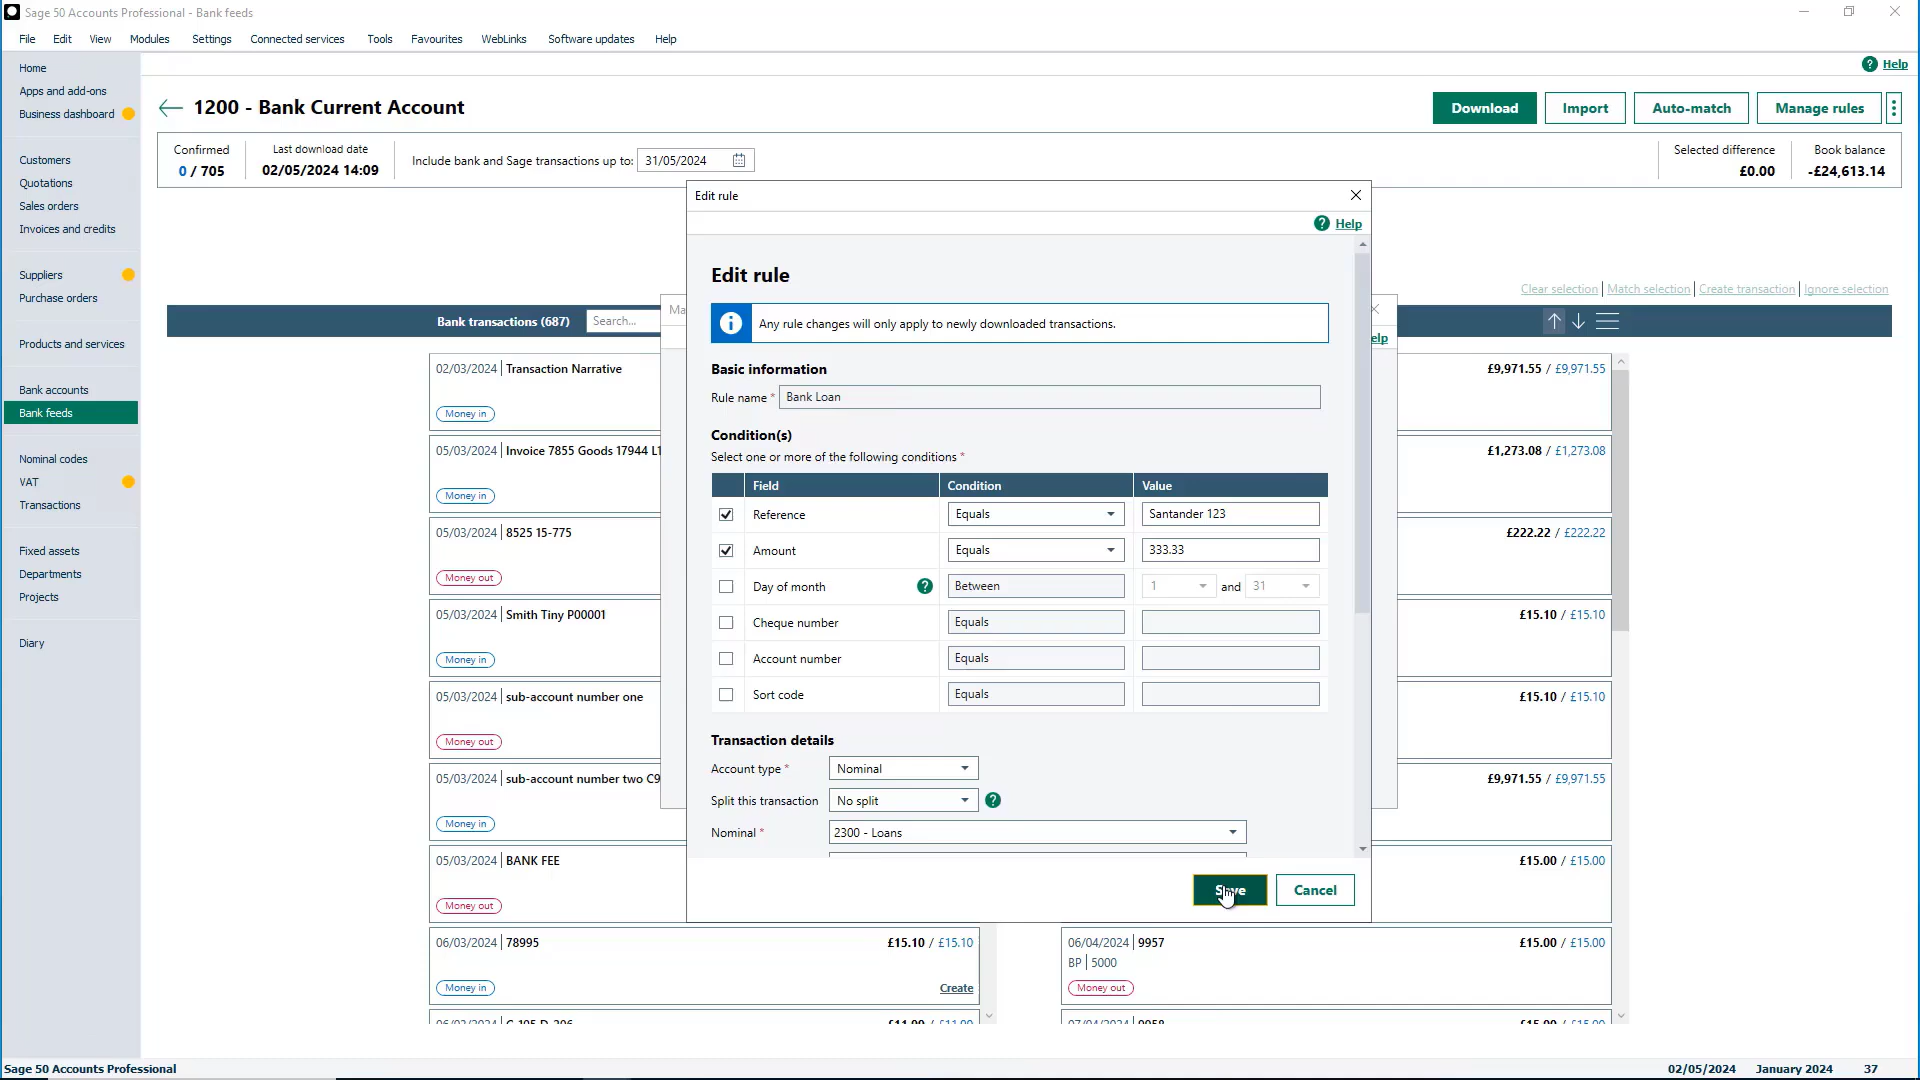 Sage 50 Accounts Professional - Bank feeds
File Edit View Modules Settings Connected services Tools Favourites WebLinks Software updates Help
Help
Home
Apps and add-ons
Business dashboard
Customers
Quotations
Sales orders
Invoices and credits
Suppliers
Purchase orders
Products and services
Bank accounts
Bank feeds
Nominal codes
VAT
Transactions
Fixed assets
Departments
Projects
Diary
1200 - Bank Current Account
Download Import Auto-match Manage rules
Confirmed
0 / 705
Last download date
02/05/2024 14:09
Include bank and Sage transactions up to: 31/05/2024
Selected difference
£0.00
Book balance
-£24,613.14
Clear selection Match selection Create transaction Ignore selection
Bank transactions (687) Search...
02/03/2024 Transaction Narrative
Money in
05/03/2024 Invoice 7855 Goods 17944 L1
Money in
05/03/2024 8525 15-775
Money out
05/03/2024 Smith Tiny P00001
Money in
05/03/2024 sub-account number one
Money out
05/03/2024 sub-account number two C9
Money in
05/03/2024 BANK FEE
Money out
06/03/2024 78995 £15.10 / £15.10
Money in Create
Ma
elp
Edit rule
Help
Edit rule
Any rule changes will only apply to newly downloaded transactions.
Basic information
Rule name * Bank Loan
Condition(s)
Select one or more of the following conditions *
Field Condition Value
Reference Equals Santander 123
Amount Equals 333.33
Day of month ? Between 1 and 31
Cheque number Equals
Account number Equals
Sort code Equals
Transaction details
Account type * Nominal
Split this transaction No split ?
Nominal * 2300 - Loans
Save Cancel
£9,971.55 / £9,971.55
£1,273.08 / £1,273.08
£222.22 / £222.22
£15.10 / £15.10
£15.10 / £15.10
£9,971.55 / £9,971.55
£15.00 / £15.00
06/04/2024 9957 £15.00 / £15.00
BP 5000
Money out
Sage 50 Accounts Professional
02/05/2024 January 2024 37